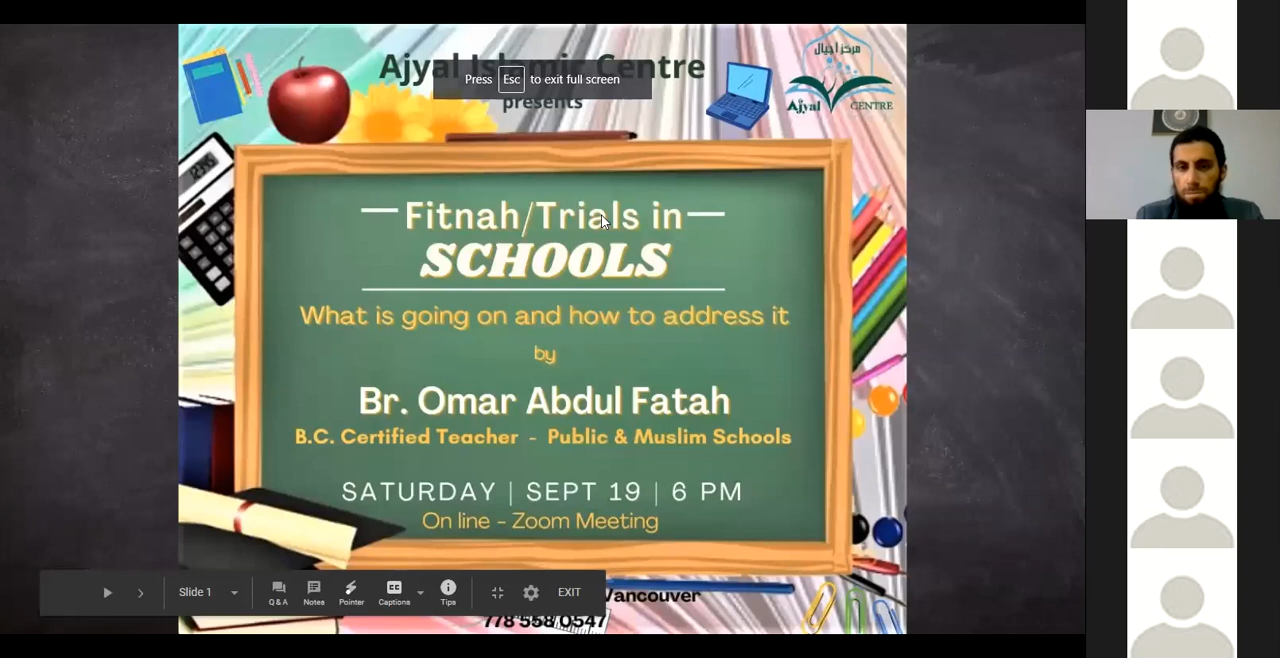 Ajyal Islamic Centre
presents
Press Esc to exit full screen
مركز اجيال
Ajyal CENTRE
Fitnah/Trials in
SCHOOLS
What is going on and how to address it
by
Br. Omar Abdul Fatah
B.C. Certified Teacher - Public & Muslim Schools
SATURDAY | SEPT 19 | 6 PM
On line - Zoom Meeting
Vancouver
778 558 0547
Slide 1
Q & A
Notes
Pointer
CC
Captions
Tips
EXIT